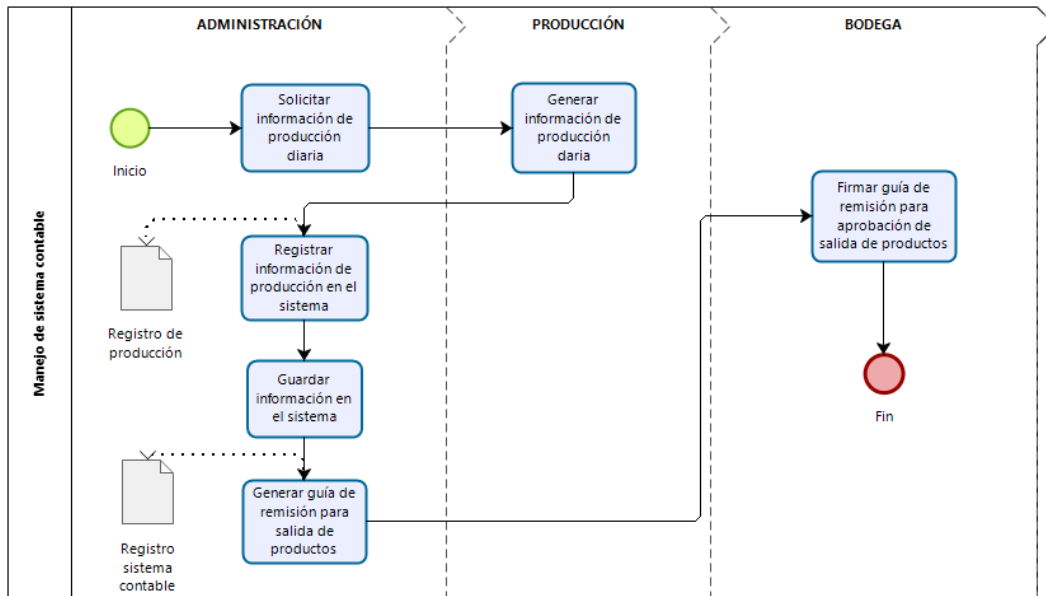 ADMINISTRACIÓN
PRODUCCIÓN
BODEGA
Manejo de sistema contable
Inicio
Solicitar
información de
producción
diaria
Generar
información de
producción
daria
Registrar
información de
producción en el
sistema
Registro de
producción
Guardar
información en
el sistema
Generar guía de
remisión para
salida de
productos
Registro
sistema
contable
Firmar guía de
remisión para
aprobación de
salida de productos
Fin